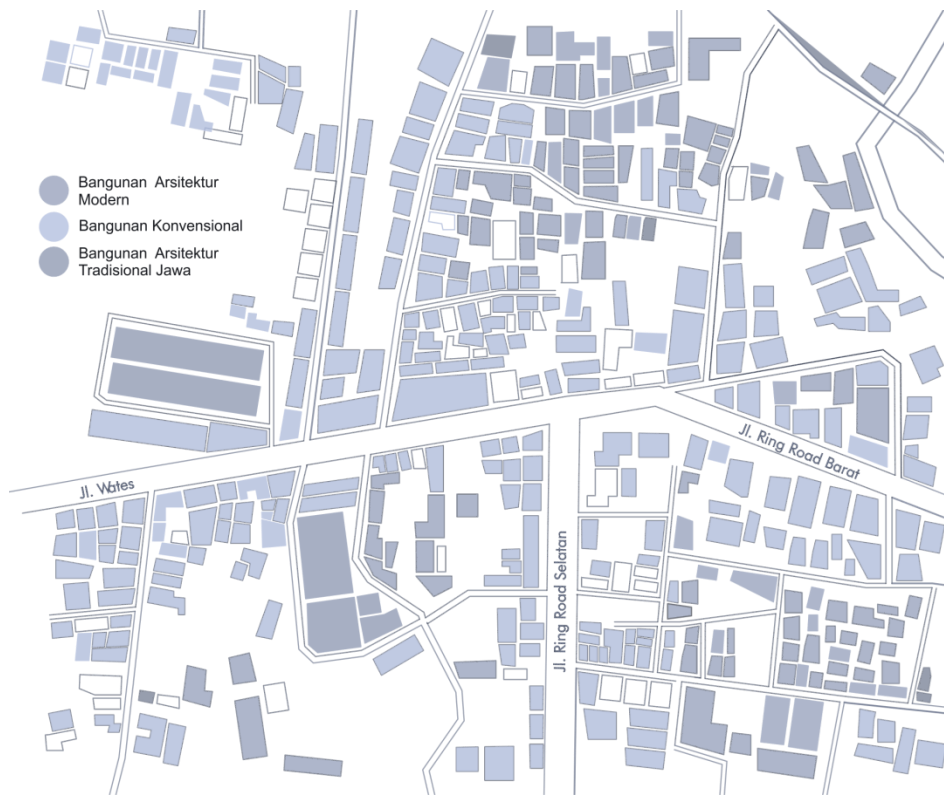 Bangunan Arsitektur
Modern
Bangunan Konvensional
Bangunan Arsitektur
Tradisional Jawa
Jl. Ring Road Barat
Jl. Wates
Jl. Ring Road Selatan